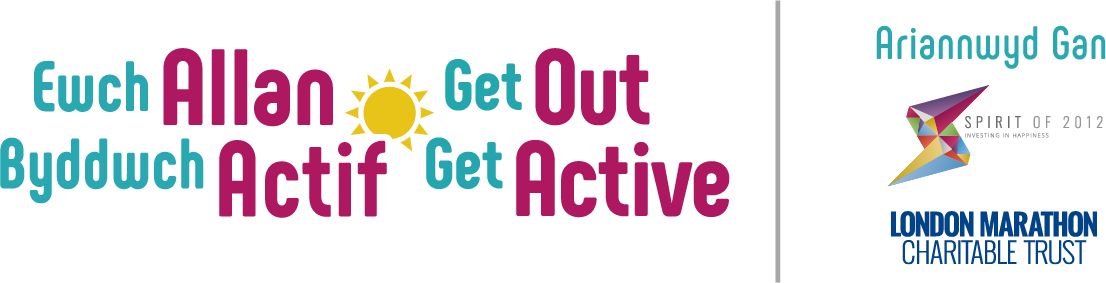 Ewch Allan
Byddwch Actif
Get Out
Get Active
Ariannwyd Gan
SPIRIT OF 2012
INVESTING IN HAPPINESS
LONDON MARATHON
CHARITABLE TRUST